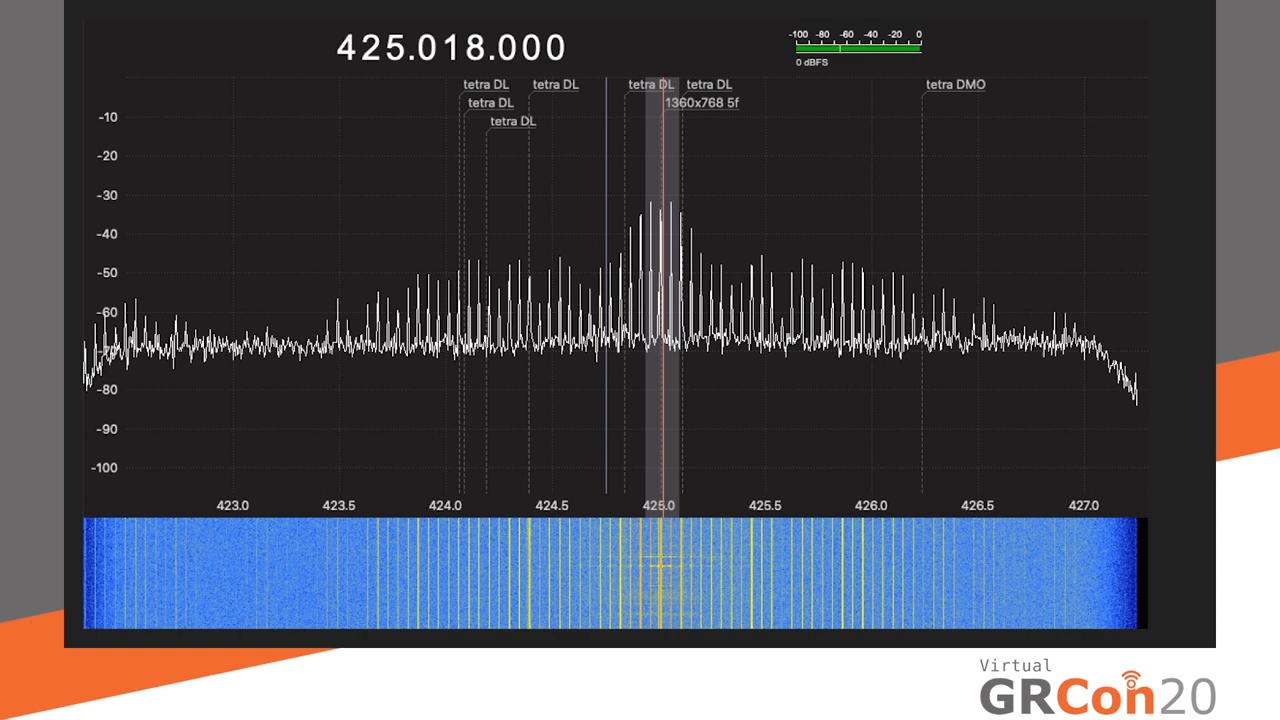 425.018.000
-100 -80 -60 -40 -20 0
0 dBFS
tetra DL tetra DL tetra DL tetra DL tetra DMO
tetra DL 1360x768 5f
tetra DL
-10
-20
-30
-40
-50
-60
-70
-80
-90
-100
423.0 423.5 424.0 424.5 425.0 425.5 426.0 426.5 427.0
Virtual
GRCon20